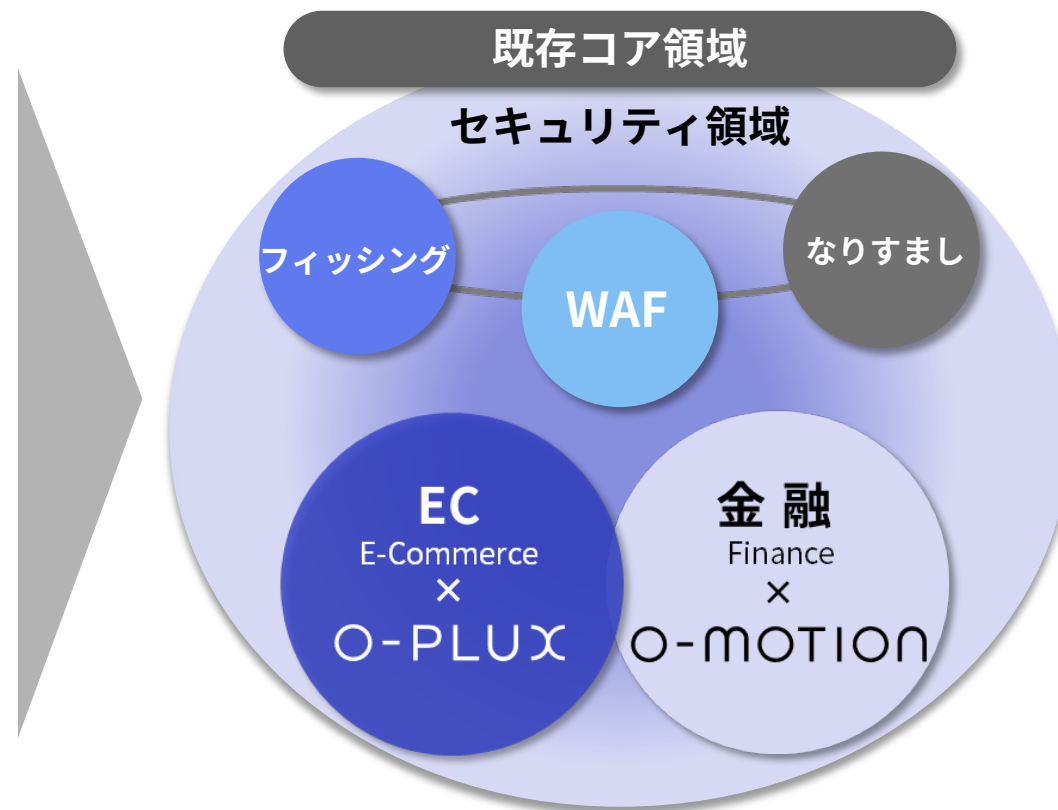 既存コア領域
セキュリティ領域
フィッシング
WAF
なりすまし
EC
E-Commerce
×
O-PLUX
金融
Finance
×
O-MOTION